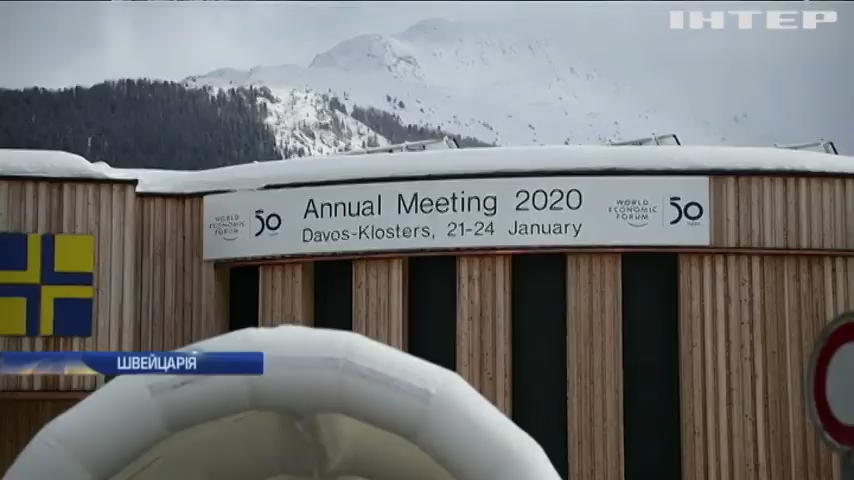 ІНТЕР
WORLD
ECONOMIC
FORUM
50
Annual Meeting 2020
Davos-Klosters, 21-24 January
WORLD
ECONOMIC
FORUM
50
ШВЕЙЦАРІЯ